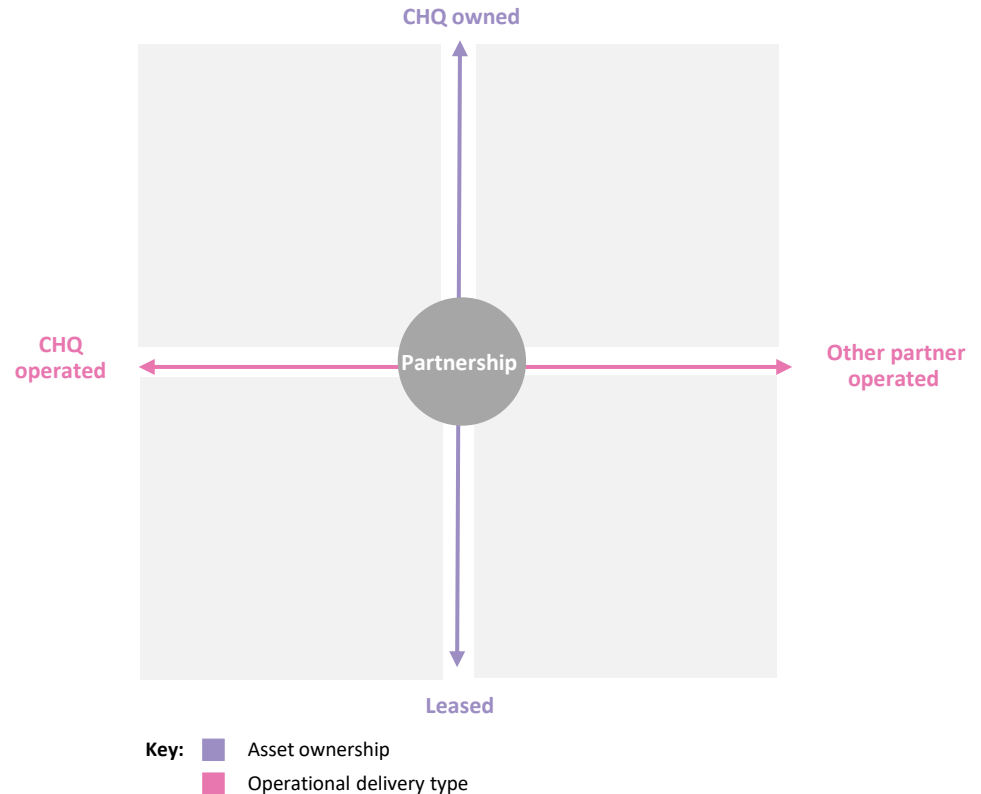 CHQ owned
CHQ
operated
Partnership
Other partner
operated
Leased
Key:
Asset ownership
Operational delivery type